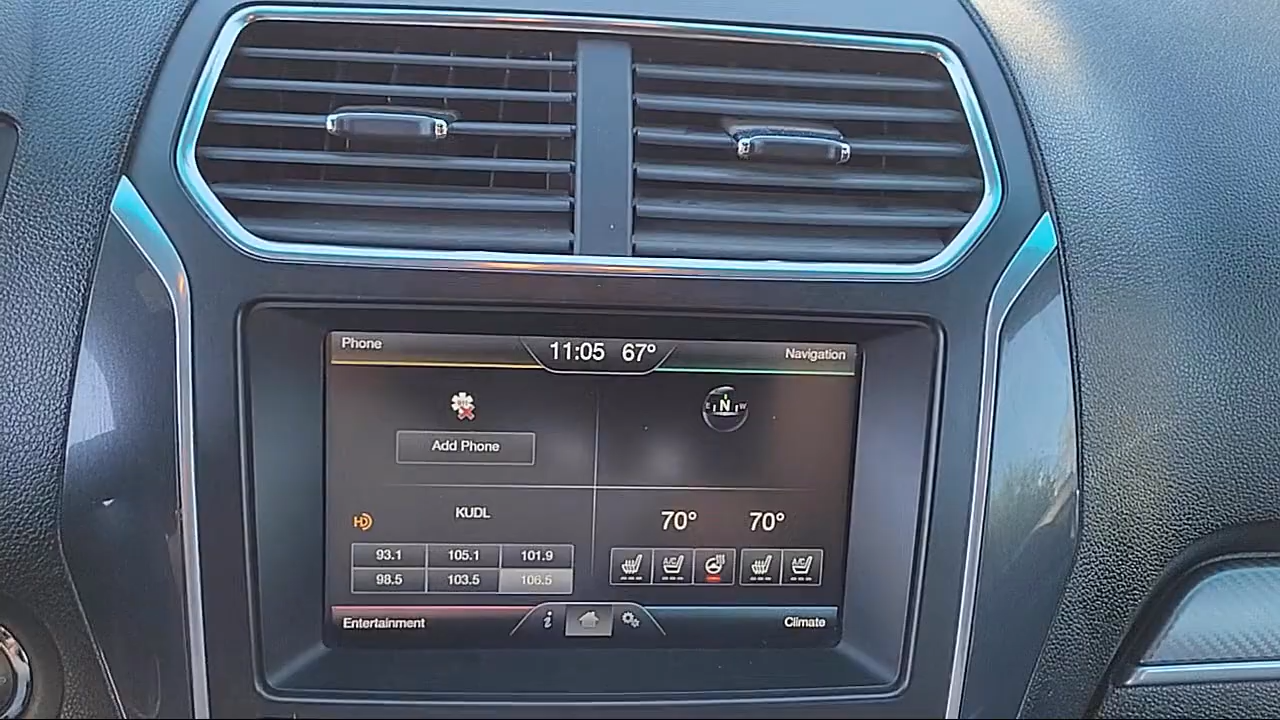 Phone
11:05 67°
Navigation
N
E W
Add Phone
KUDL
HD
93.1 105.1 101.9
98.5 103.5 106.5
70° 70°
A/C A/C
Entertainment
i
Climate